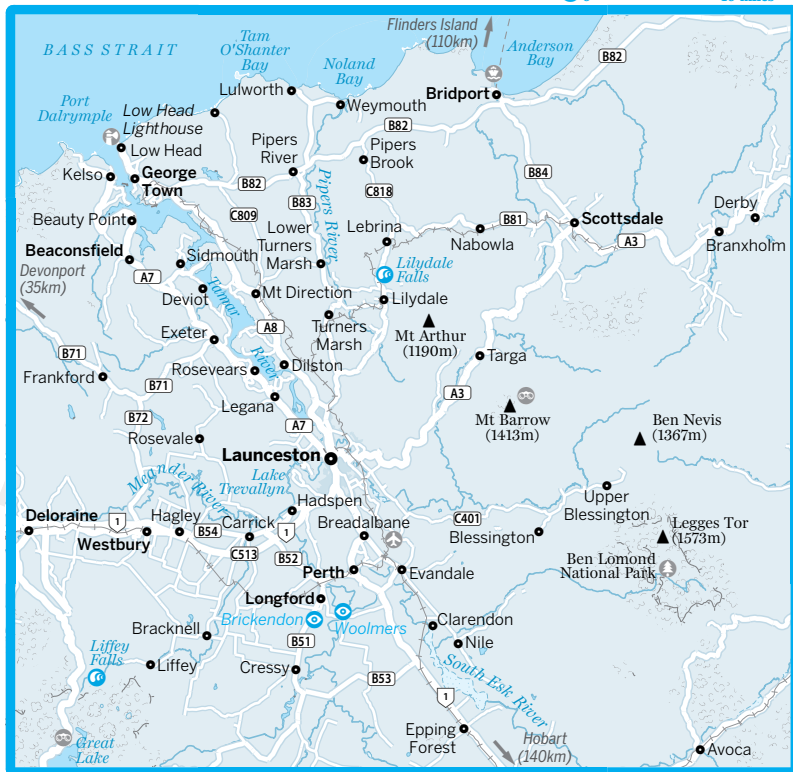 Flinders Island
(110km)
BASS STRAIT
Tam
O'Shanter
Bay
Noland
Bay
Anderson
Bay
B82
Port
Dalrymple
Lulworth
Weymouth
Bridport
Low Head
Lighthouse
Low Head
Pipers
River
B82
Pipers
Brook
Kelso
George
Town
B82
B83
C818
B84
Derby
Beauty Point
C809
Pipers River
Lower
Turners
Marsh
Lebrina
Nabowla
B81
Scottsdale
A3
Branxholm
Beaconsfield
Devonport
(35km)
A7
Sidmouth
Lilydale
Falls
Deviot
Tamar
River
Mt Direction
Lilydale
A8
Turners
Marsh
Mt Arthur
(1190m)
Exeter
B71
Rosevears
Dilston
Targa
Frankford
B71
Legana
A3
B72
A7
Mt Barrow
(1413m)
Ben Nevis
(1367m)
Rosevale
Launceston
Meander River
Lake
Trevallyn
Hadspen
Upper
Blessington
Deloraine
1
Hagley
Westbury
B54
Carrick
1
Breadalbane
C401
Blessington
Legges Tor
(1573m)
C513
B52
Perth
Evandale
Ben Lomond
National Park
Longford
Brickendon
Woolmers
Clarendon
Bracknell
B51
Nile
Liffey
Falls
Liffey
Cressy
B53
South Esk River
1
Epping
Forest
Hobart
(140km)
Great
Lake
Avoca